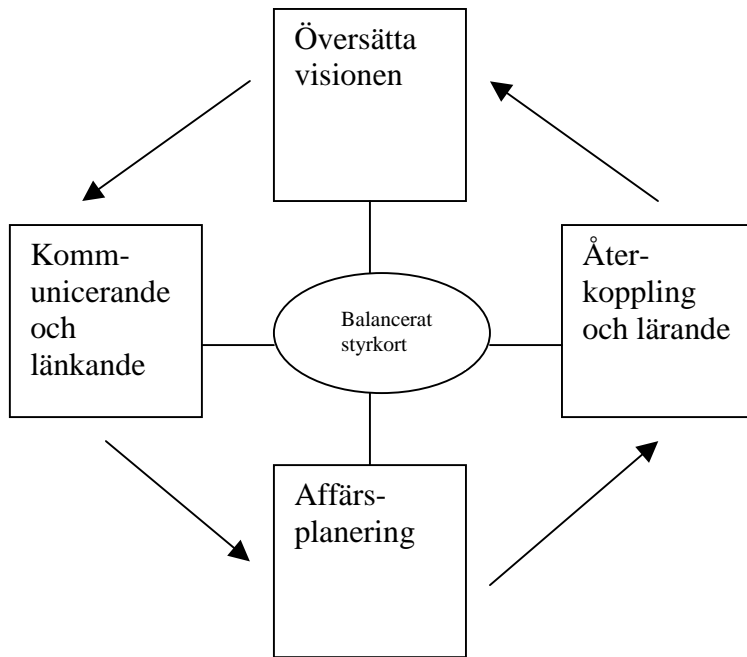 Översätta
visionen
Komm-
unicerande
och
länkande
Balancerat
styrkort
Åter-
koppling
och lärande
Affärs-
planering